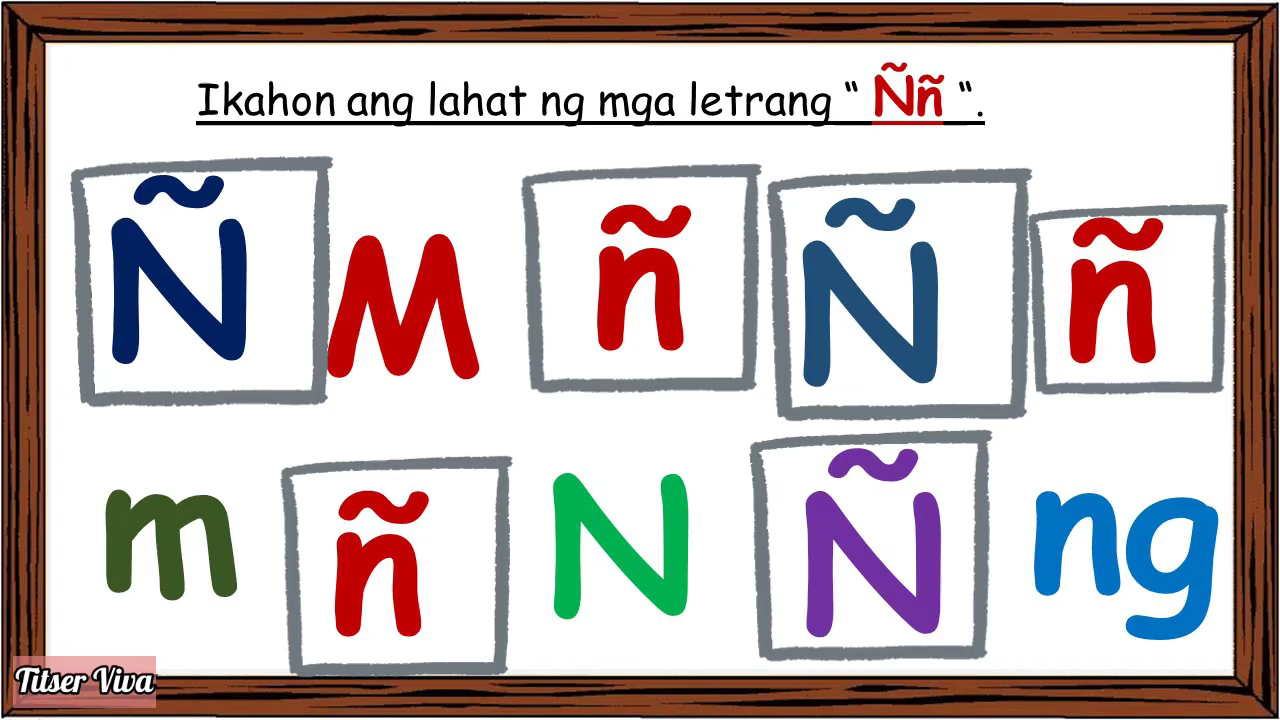 Ikahon ang lahat ng mga letrang “ Ññ “.
Ñ M ñ Ñ ñ
m ñ N Ñ ng
Titser Viva